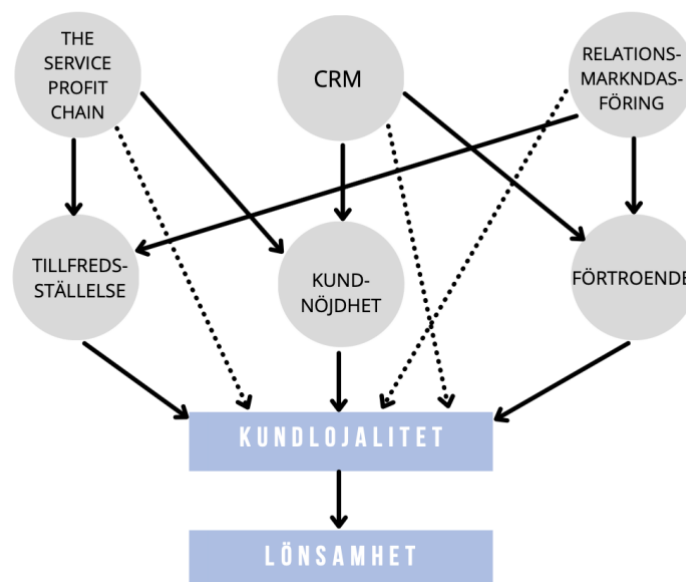 THE
SERVICE
PROFIT
CHAIN
CRM
RELATIONS-
MARKNDAS-
FÖRING
TILLFREDS-
STÄLLELSE
KUND-
NÖJDHET
FÖRTROENDE
KUNDLOJALITET
LÖNSAMHET